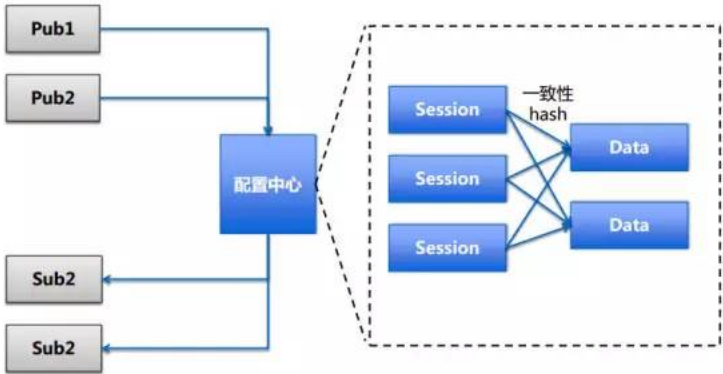 Pub1
Pub2
配置中心
Sub2
Sub2
Session
Session
Session
一致性
hash
Data
Data